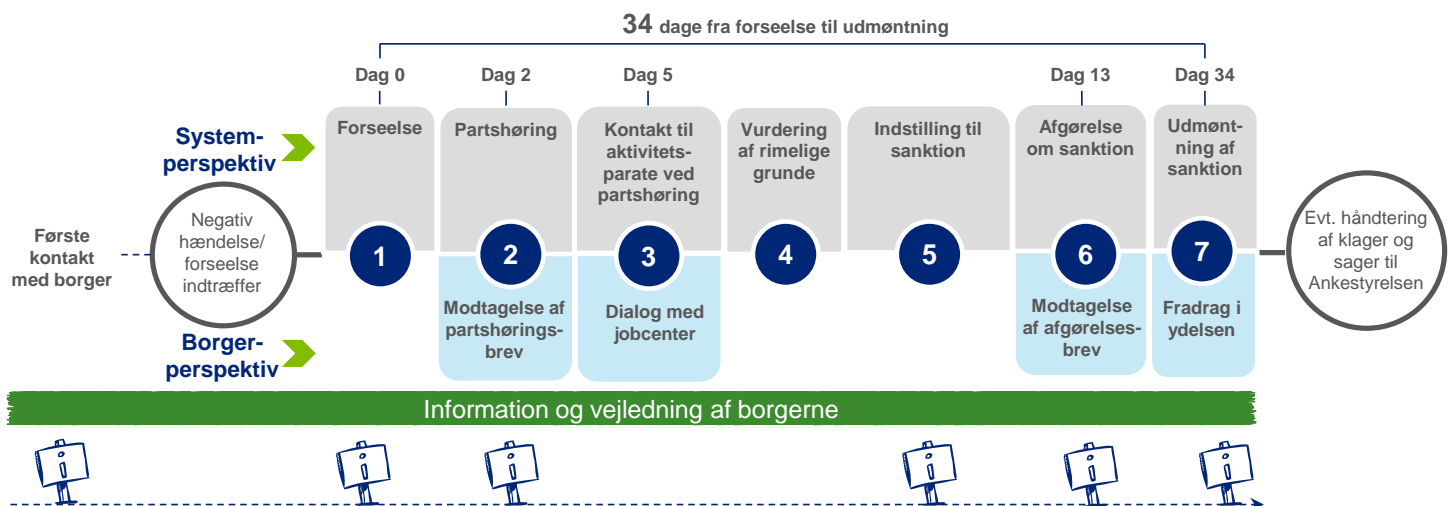 34 dage fra forseelse til udmøntning
Dag 0
Dag 2
Dag 5
Dag 13
Dag 34
System-
perspektiv
Forseelse
Partshøring
Kontakt til
aktivitets-
parate ved
partshøring
Vurdering
af rimelige
grunde
Indstilling til
sanktion
Afgørelse
om sanktion
Udmønt-
ning af
sanktion
Første
kontakt
med borger
Negativ
hændelse/
forseelse
indtræffer
1
2
3
4
5
6
7
Evt. håndtering
af klager og
sager til
Ankestyrelsen
Borger-
perspektiv
Modtagelse af
partshørings-
brev
Dialog med
jobcenter
Modtagelse
af afgørelses-
brev
Fradrag i
ydelsen
Information og vejledning af borgerne
i
i
i
i
i
i